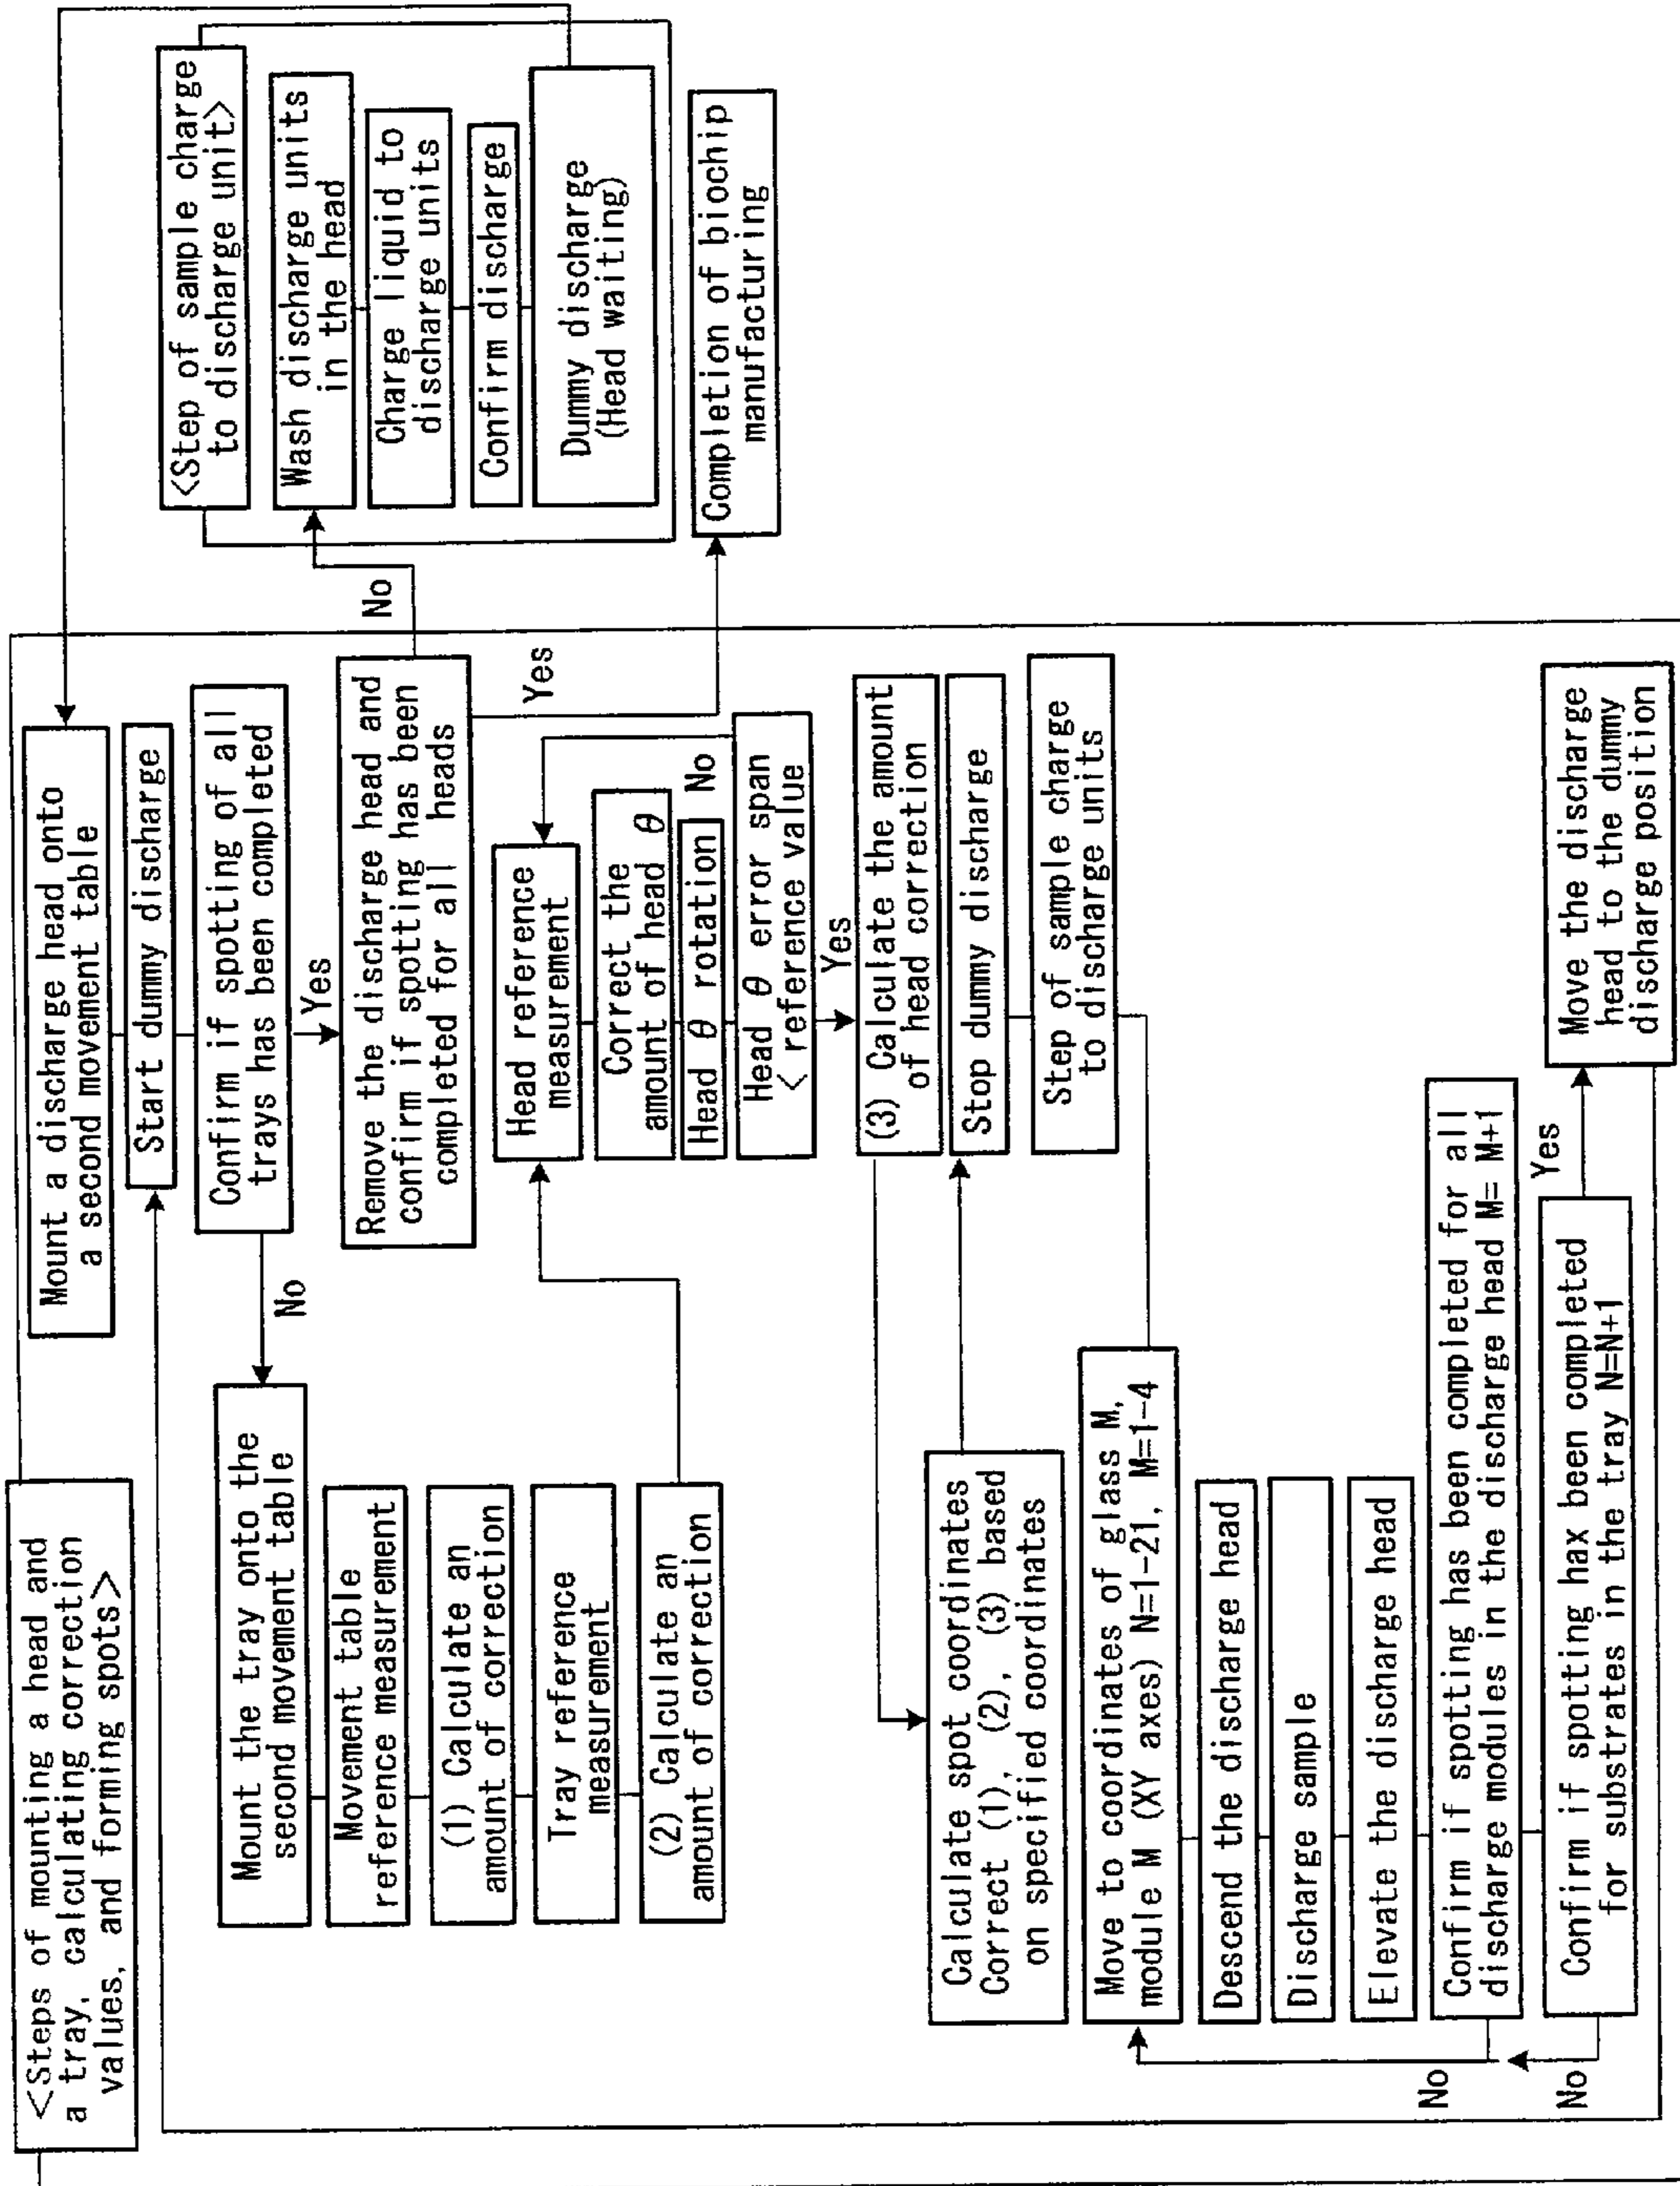 <Steps of mounting a head and
a tray, calculating correction
values, and forming spots>
Mount a discharge head onto
a second movement table
Start dummy discharge
Confirm if spotting of all
trays has been completed
No
Yes
Mount the tray onto the
second movement table
Movement table
reference measurement
(1) Calculate an
amount of correction
Tray reference
measurement
(2) Calculate an
amount of correction
Remove the discharge head and
confirm if spotting has been
completed for all heads
No
Yes
<Step of sample charge
to discharge unit>
Wash discharge units
in the head
Charge liquid to
discharge units
Confirm discharge
Dummy discharge
(Head waiting)
Completion of biochip
manufacturing
Head reference
measurement
Correct the
amount of head θ
Head θ rotation
No
Head θ error span
< reference value
Yes
(3) Calculate the amount
of head correction
Stop dummy discharge
Step of sample charge
to discharge units
Calculate spot coordinates
Correct (1), (2), (3) based
on specified coordinates
Move to coordinates of glass M,
module M (XY axes) N=1-21, M=1-4
Descend the discharge head
Discharge sample
Elevate the discharge head
Confirm if spotting has been completed for all
discharge modules in the discharge head M= M+1
No
Confirm if spotting hax been completed
for substrates in the tray N=N+1
No
Yes
Move the discharge
head to the dummy
discharge position